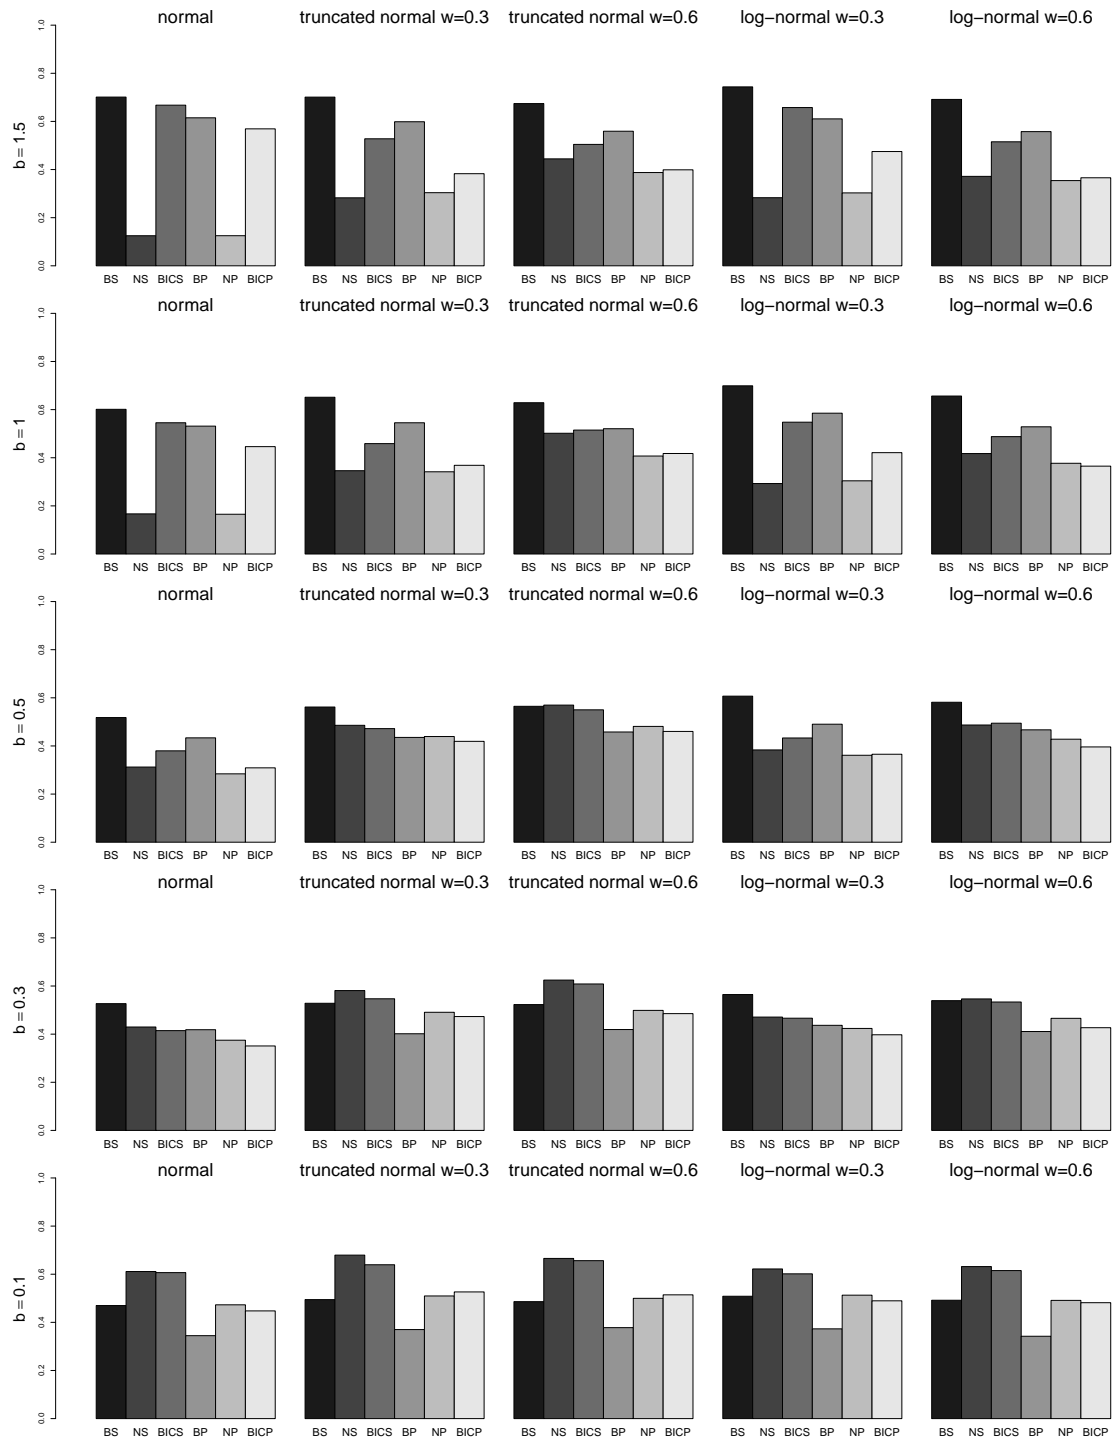 normal truncated normal w=0.3 truncated normal w=0.6 log−normal w=0.3 log−normal w=0.6
b = 1.5
0.0 0.2 0.4 0.6 0.8 1.0
BS NS BICS BP NP BICP BS NS BICS BP NP BICP BS NS BICS BP NP BICP BS NS BICS BP NP BICP BS NS BICS BP NP BICP
normal truncated normal w=0.3 truncated normal w=0.6 log−normal w=0.3 log−normal w=0.6
b = 1
0.0 0.2 0.4 0.6 0.8 1.0
BS NS BICS BP NP BICP BS NS BICS BP NP BICP BS NS BICS BP NP BICP BS NS BICS BP NP BICP BS NS BICS BP NP BICP
normal truncated normal w=0.3 truncated normal w=0.6 log−normal w=0.3 log−normal w=0.6
b = 0.5
0.0 0.2 0.4 0.6 0.8 1.0
BS NS BICS BP NP BICP BS NS BICS BP NP BICP BS NS BICS BP NP BICP BS NS BICS BP NP BICP BS NS BICS BP NP BICP
normal truncated normal w=0.3 truncated normal w=0.6 log−normal w=0.3 log−normal w=0.6
b = 0.3
0.0 0.2 0.4 0.6 0.8 1.0
BS NS BICS BP NP BICP BS NS BICS BP NP BICP BS NS BICS BP NP BICP BS NS BICS BP NP BICP BS NS BICS BP NP BICP
normal truncated normal w=0.3 truncated normal w=0.6 log−normal w=0.3 log−normal w=0.6
b = 0.1
0.0 0.2 0.4 0.6 0.8 1.0
BS NS BICS BP NP BICP BS NS BICS BP NP BICP BS NS BICS BP NP BICP BS NS BICS BP NP BICP BS NS BICS BP NP BICP